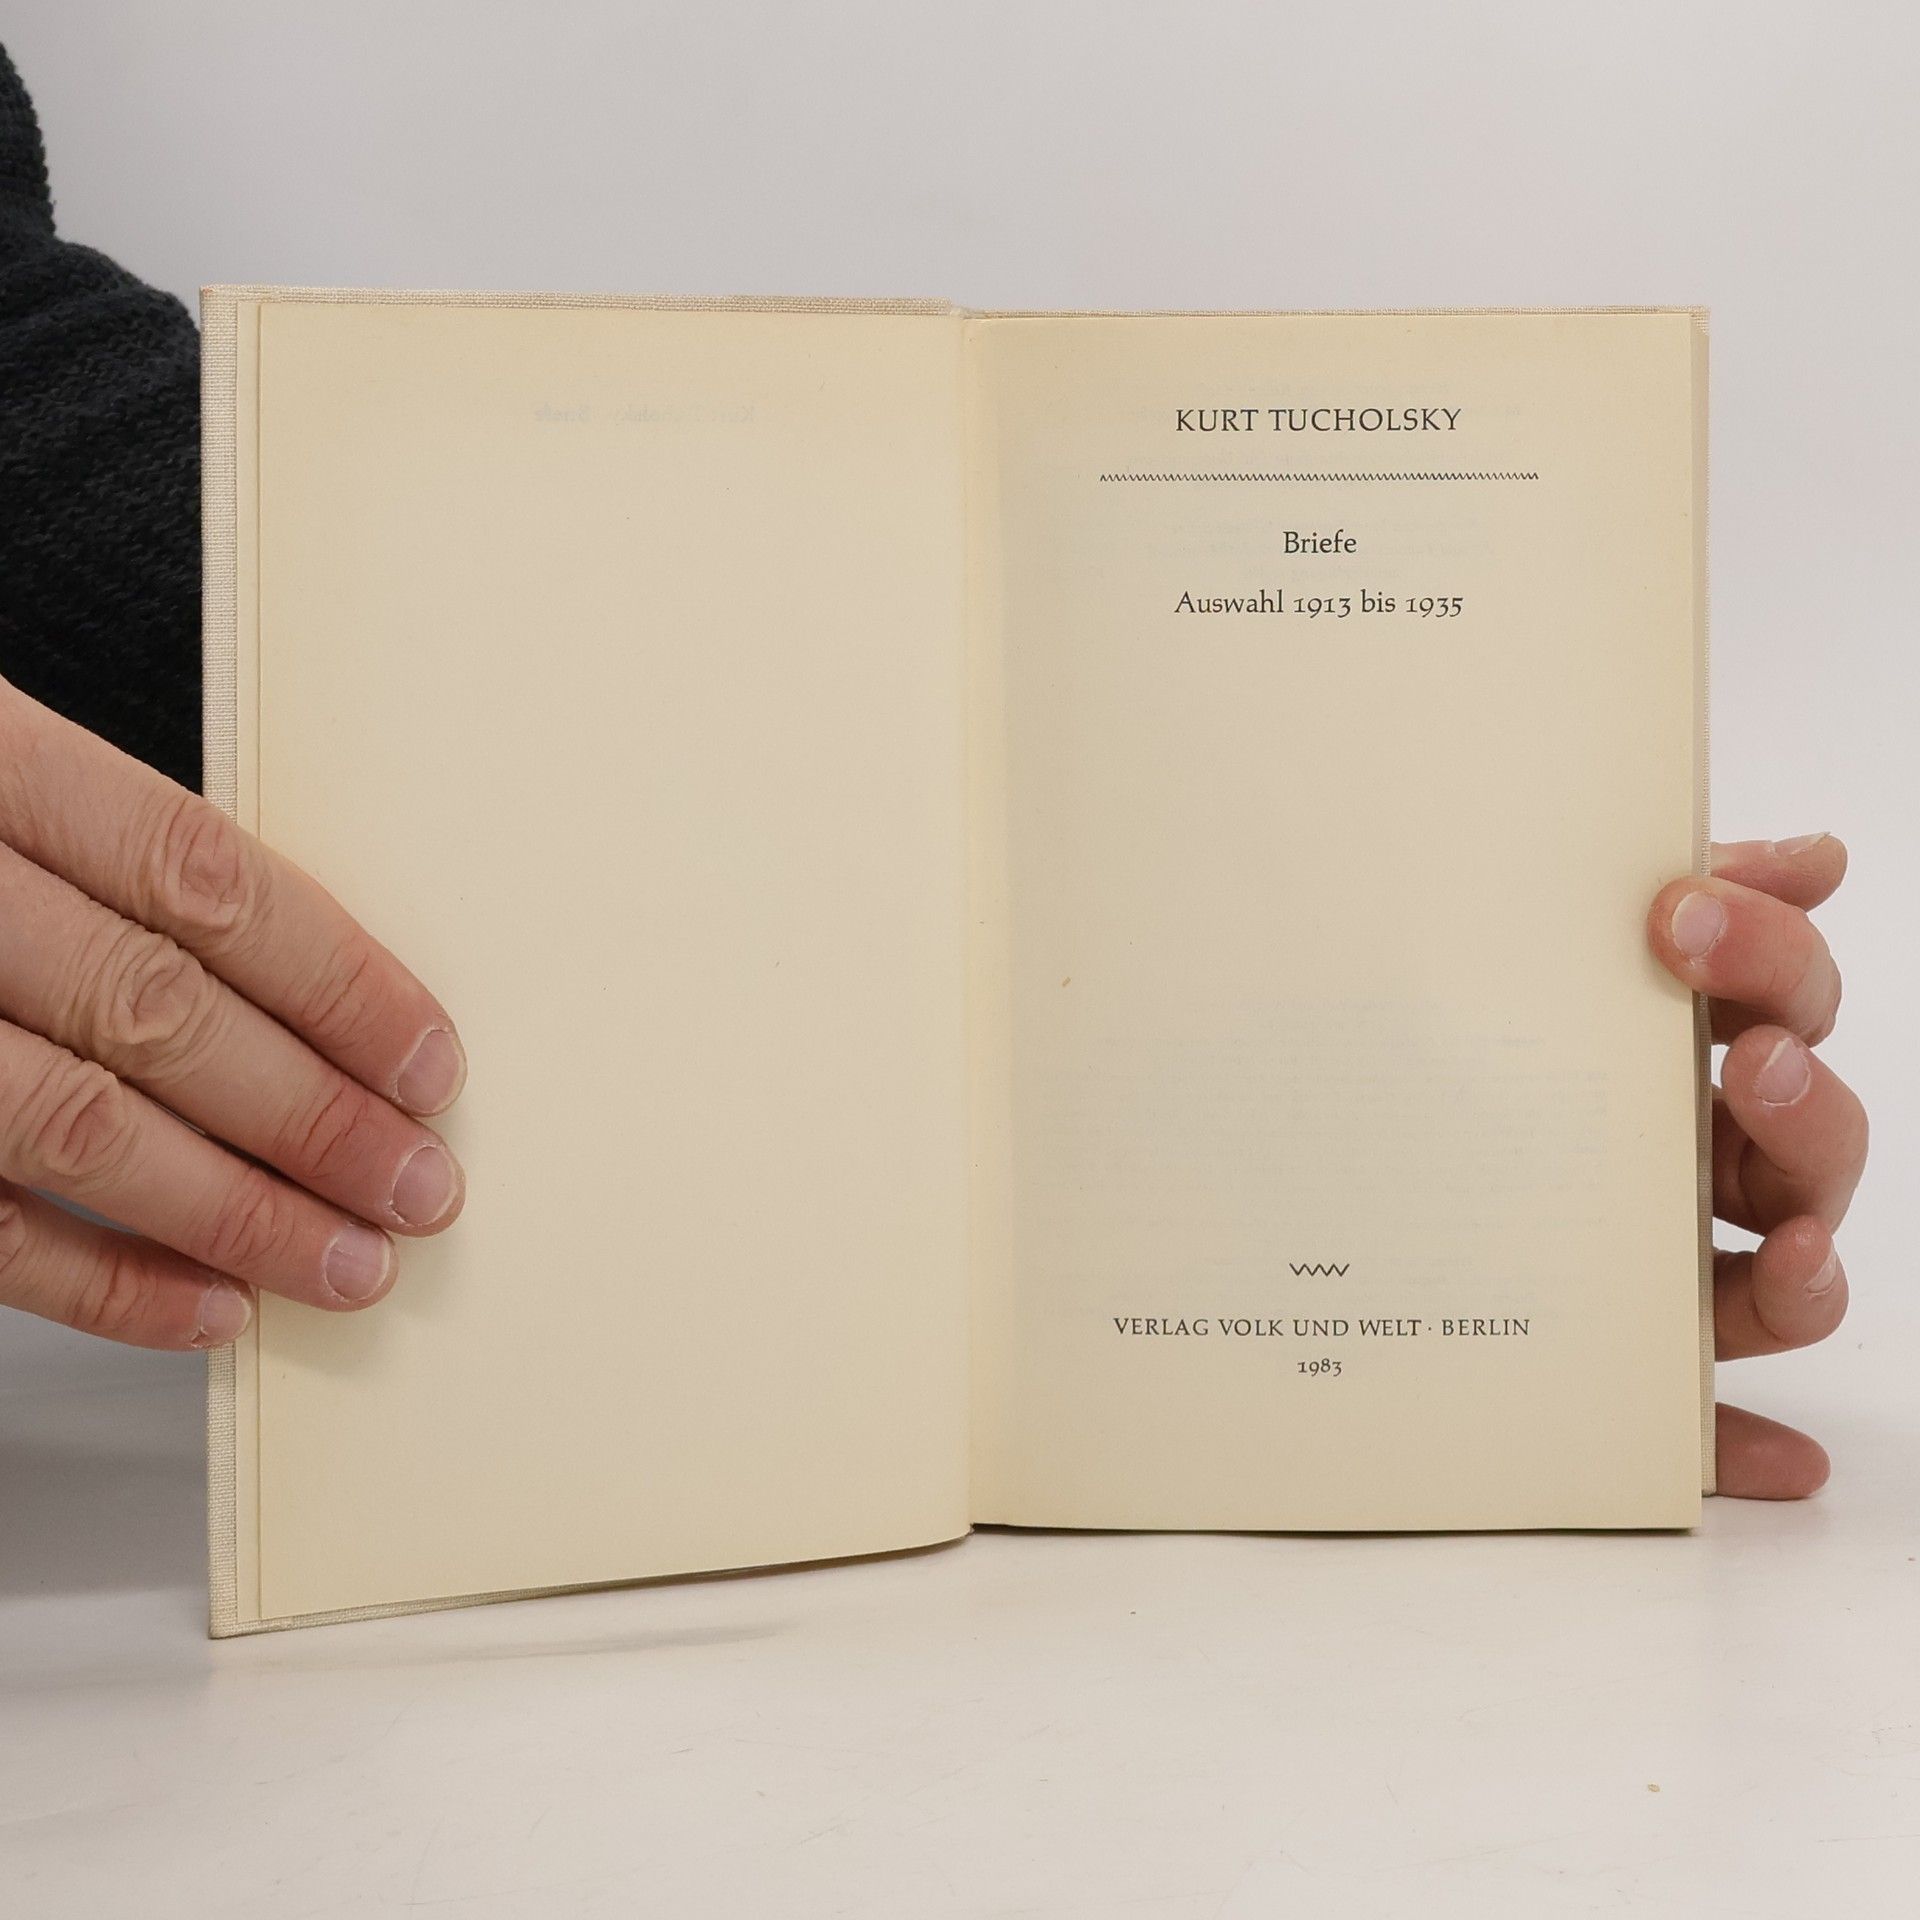 KURT TUCHOLSKY
Briefe
Auswahl 1913 bis 1935
VERLAG VOLK UND WELT · BERLIN
1983